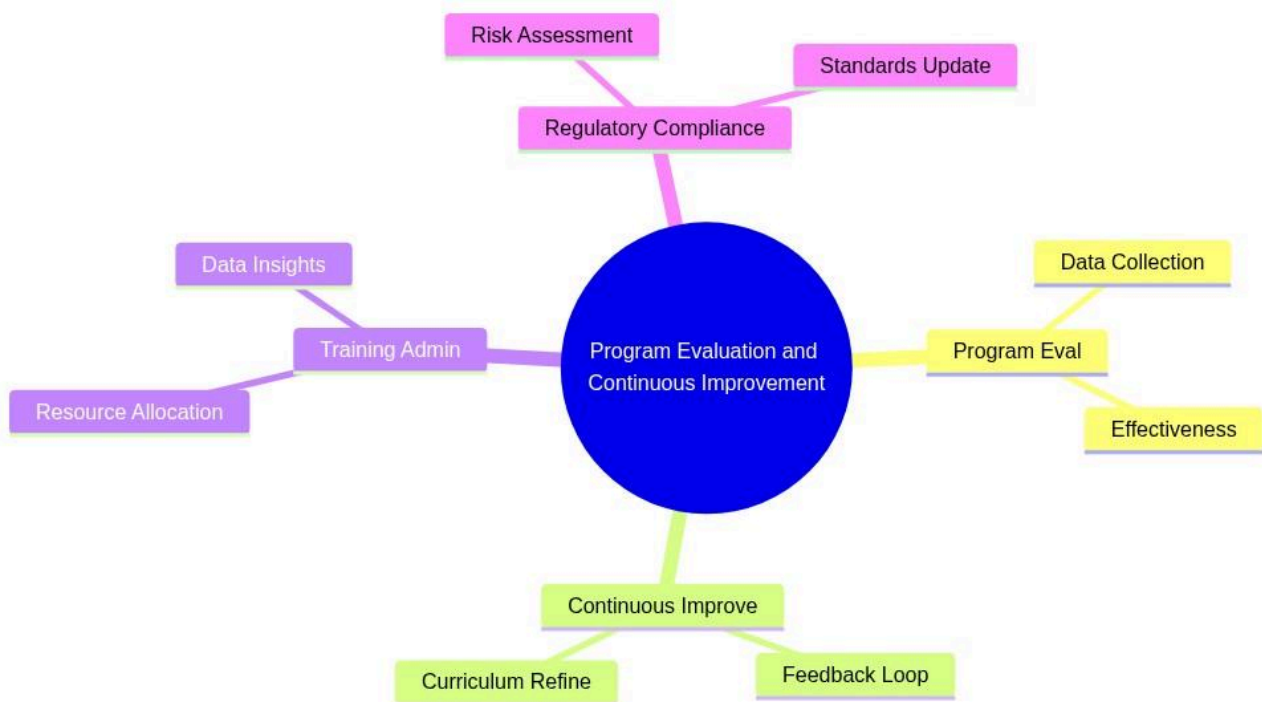 Risk Assessment
Standards Update
Regulatory Compliance
Data Insights
Data Collection
Training Admin
Program Evaluation and
Continuous Improvement
Program Eval
Resource Allocation
Effectiveness
Continuous Improve
Curriculum Refine
Feedback Loop